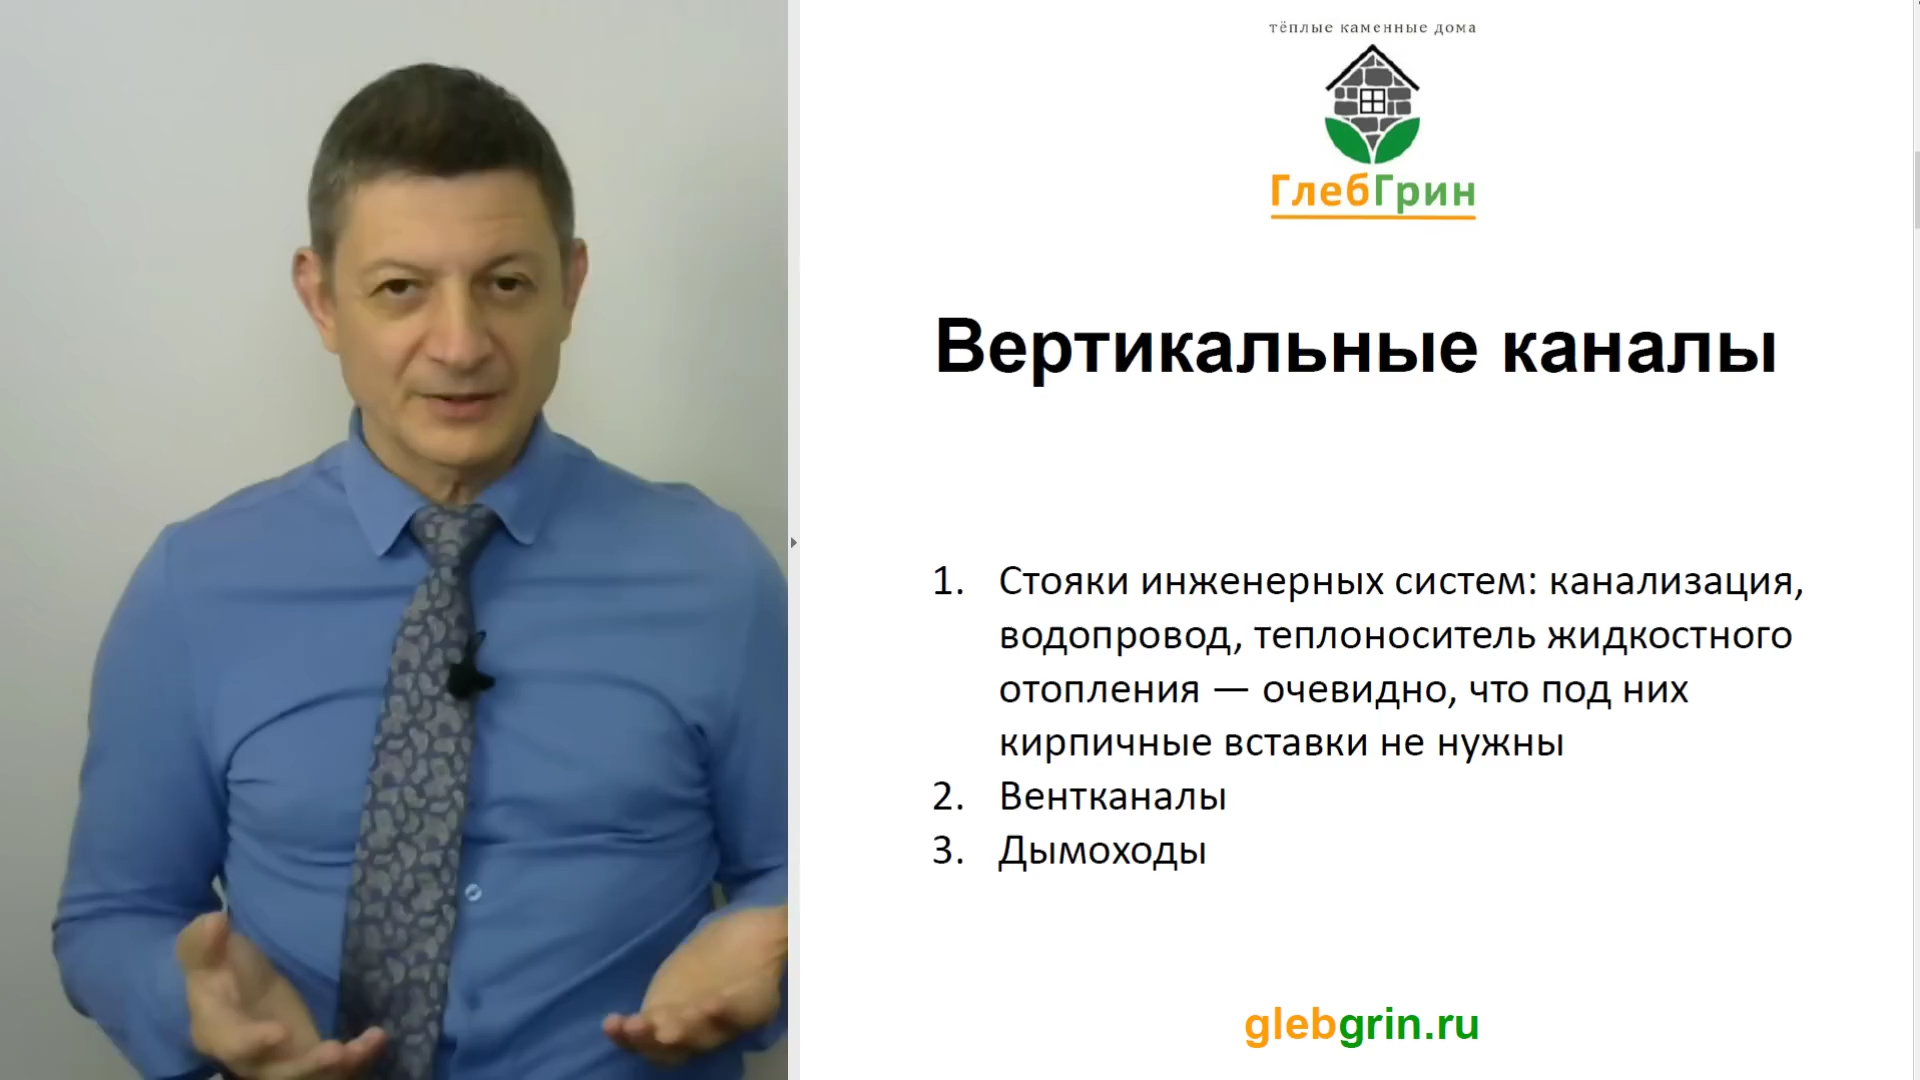 тёплые каменные дома
ГлебГрин
Вертикальные каналы
1. Стояки инженерных систем: канализация,
водопровод, теплоноситель жидкостного
отопления — очевидно, что под них
кирпичные вставки не нужны
2. Вентканалы
3. Дымоходы
glebgrin.ru